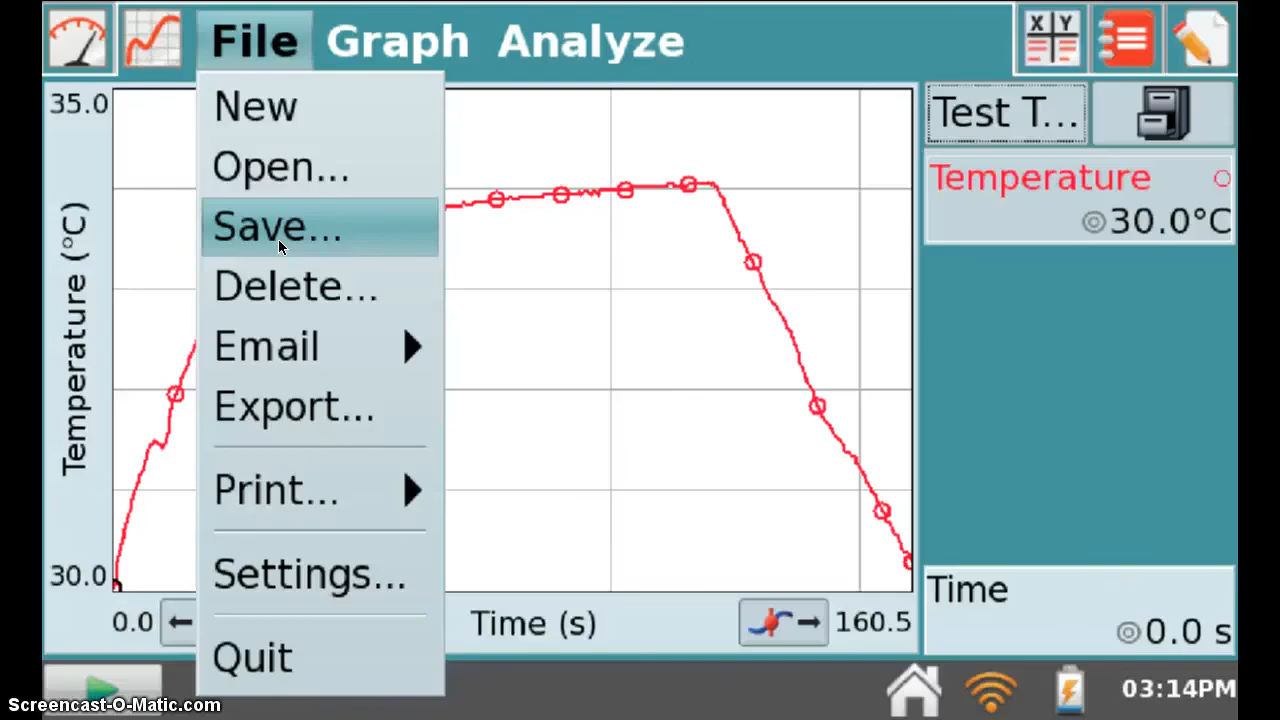 File Graph Analyze
X Y
New
Open...
Save...
Delete...
Email
Export...
Print...
Settings...
Quit
35.0
Temperature (°C)
30.0
0.0
Time (s)
160.5
Test T...
Temperature
30.0°C
Time
0.0 s
03:14PM
Screencast-O-Matic.com